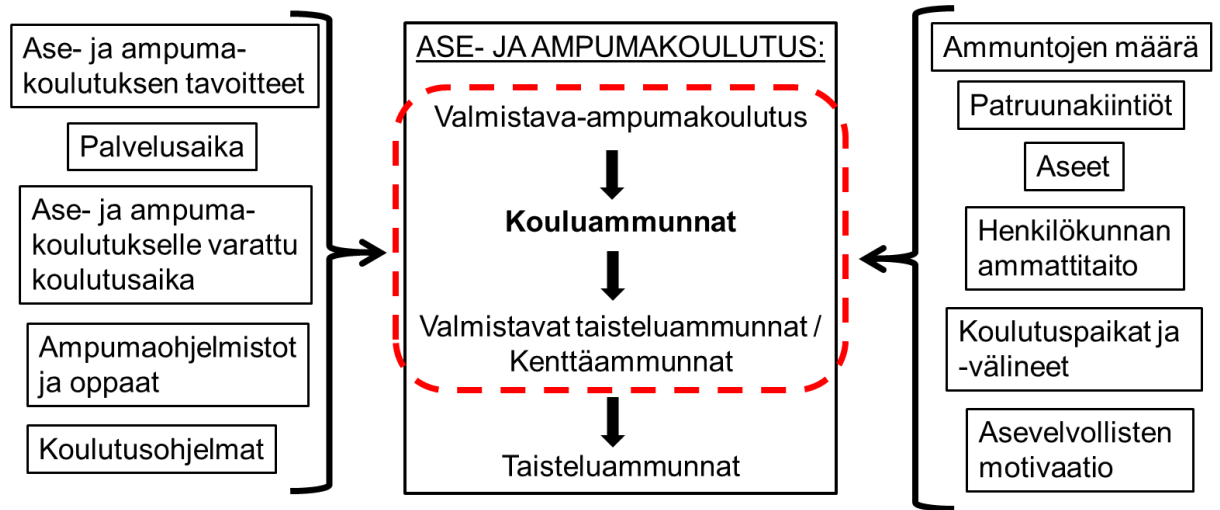 Ase- ja ampuma-
koulutuksen tavoitteet
Palvelusaika
Ase- ja ampuma-
koulutukselle varattu
koulutusaika
Ampumaohjelmistot
ja oppaat
Koulutusohjelmat
ASE- JA AMPUMAKOULUTUS:
Valmistava-ampumakoulutus
Kouluammunnat
Valmistavat taisteluammunnat /
Kenttäammunnat
Taisteluammunnat
Ammuntojen määrä
Patruunakiintiöt
Aseet
Henkilökunnan
ammattitaito
Koulutuspaikat ja
-välineet
Asevelvollisten
motivaatio